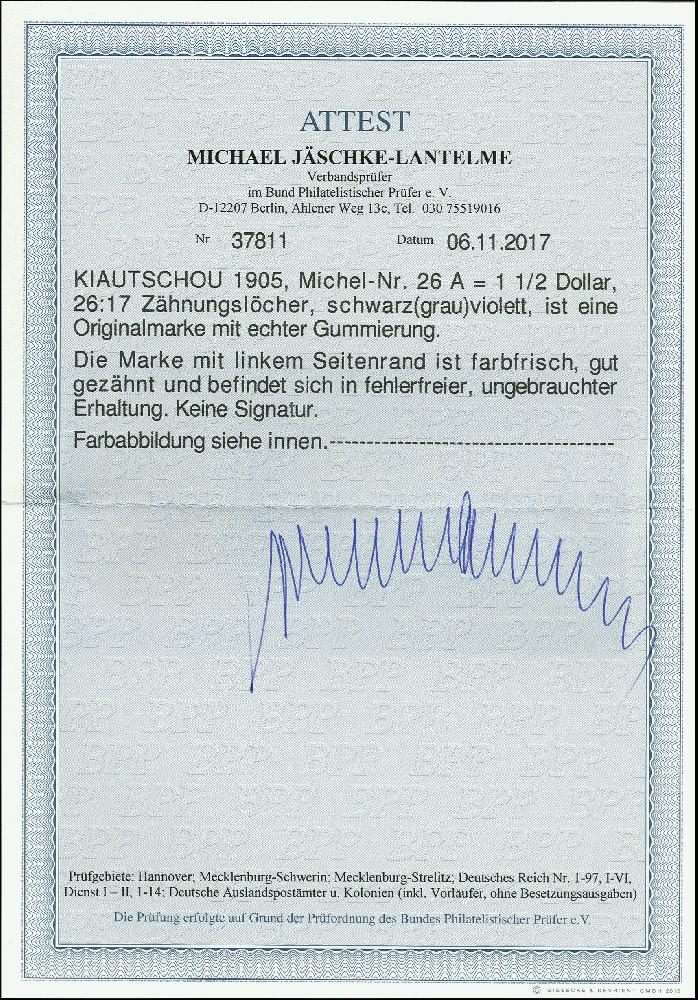 ATTEST
MICHAEL JÄSCHKE-LANTELME
Verbandsprüfer
im Bund Philatelistischer Prüfer e. V.
D-12207 Berlin, Ahlener Weg 13c, Tel. 030 75519016
Nr 37811 Datum 06.11.2017
KIAUTSCHOU 1905, Michel-Nr. 26 A = 1 1/2 Dollar,
26:17 Zähnungslöcher, schwarz(grau)violett, ist eine
Originalmarke mit echter Gummierung.
Die Marke mit linkem Seitenrand ist farbfrisch, gut
gezähnt und befindet sich in fehlerfreier, ungebrauchter
Erhaltung. Keine Signatur.
Farbabbildung siehe innen.---------------------------------------
Prüfgebiete: Hannover; Mecklenburg-Schwerin; Mecklenburg-Strelitz; Deutsches Reich Nr. 1-97, I-VI,
Dienst I – II, 1-14; Deutsche Auslandspostämter u. Kolonien (inkl. Vorläufer, ohne Besetzungsausgaben)
Die Prüfung erfolgte auf Grund der Prüfordnung des Bundes Philatelistischer Prüfer e.V.
© GIESECKE & DEVRIENT GMBH